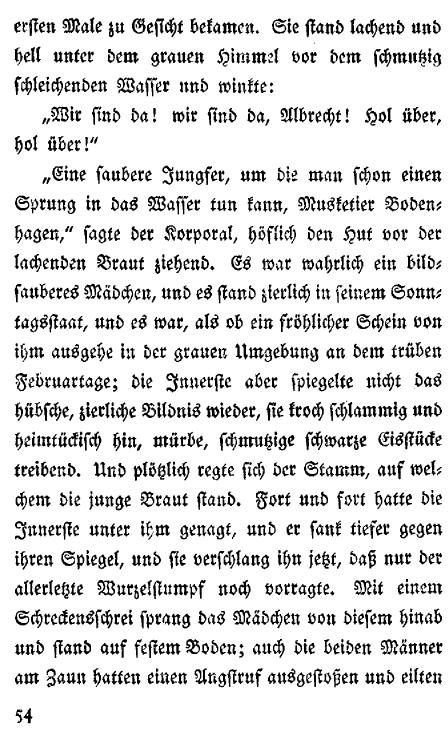 ersten Male zu Gesicht bekamen. Sie stand lachend und
hell unter dem grauen Himmel vor dem schmutzig
schleichenden Wasser und winkte:
„Wir sind da! wir sind da, Albrecht! Hol über,
hol über!“
„Eine saubere Jungfer, um die man schon einen
Sprung in das Wasser tun kann, Musketier Boden-
hagen,“ sagte der Korporal, höflich den Hut vor der
lachenden Braut ziehend. Es war wahrlich ein bild-
sauberes Mädchen, und es stand zierlich in seinem Sonn-
tagsstaat, und es war, als ob ein fröhlicher Schein von
ihm ausgehe in der grauen Umgebung an dem trüben
Februartage; die Innerste aber spiegelte nicht das
hübsche, zierliche Bildnis wieder, sie kroch schlammig und
heimtückisch hin, mürbe, schmutzige schwarze Eisstücke
treibend. Und plötzlich regte sich der Stamm, auf wel-
chem die junge Braut stand. Fort und fort hatte die
Innerste unter ihm genagt, und er sank tiefer gegen
ihren Spiegel, und sie verschlang ihn jetzt, daß nur der
allerletzte Wurzelstumpf noch vorragte. Mit einem
Schreckensschrei sprang das Mädchen von diesem hinab
und stand auf festem Boden; auch die beiden Männer
am Zaun hatten einen Angstruf ausgestoßen und eilten
54